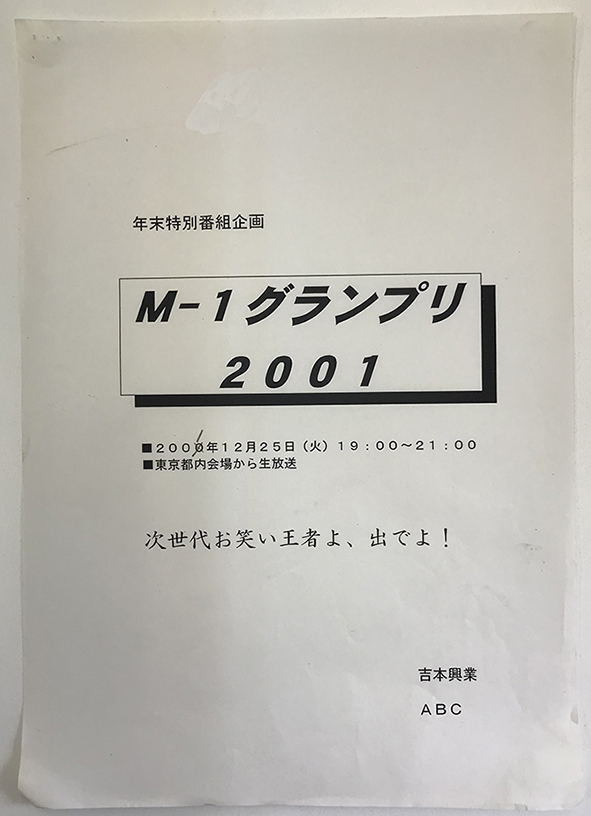 年末特別番組企画
M-1グランプリ
2001
■2000年12月25日（火）19：00～21：00
■東京都内会場から生放送
次世代お笑い王者よ、出でよ！
吉本興業
ABC